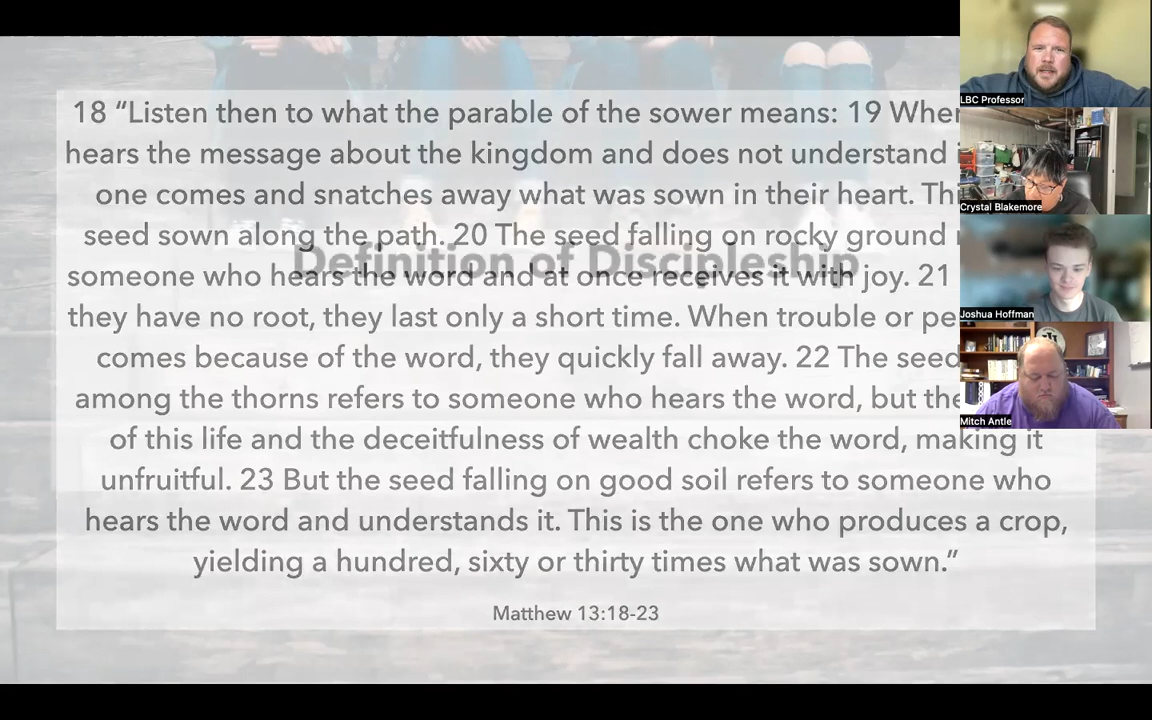 18 “Listen then to what the parable of the sower means: 19 When
hears the message about the kingdom and does not understand
one comes and snatches away what was sown in their heart.
seed sown along the path. 20 The seed falling on rocky ground
Definition of Discipleship
someone who hears the word and at once receives it with joy. 21
they have no root, they last only a short time. When trouble or
comes because of the word, they quickly fall away. 22 The seed
among the thorns refers to someone who hears the word, but the
of this life and the deceitfulness of wealth choke the word, making it
unfruitful. 23 But the seed falling on good soil refers to someone who
hears the word and understands it. This is the one who produces a crop,
yielding a hundred, sixty or thirty times what was sown.”
Matthew 13:18-23
LBC Professor
Crystal Blakemore
Joshua Hoffman
Mitch Antle